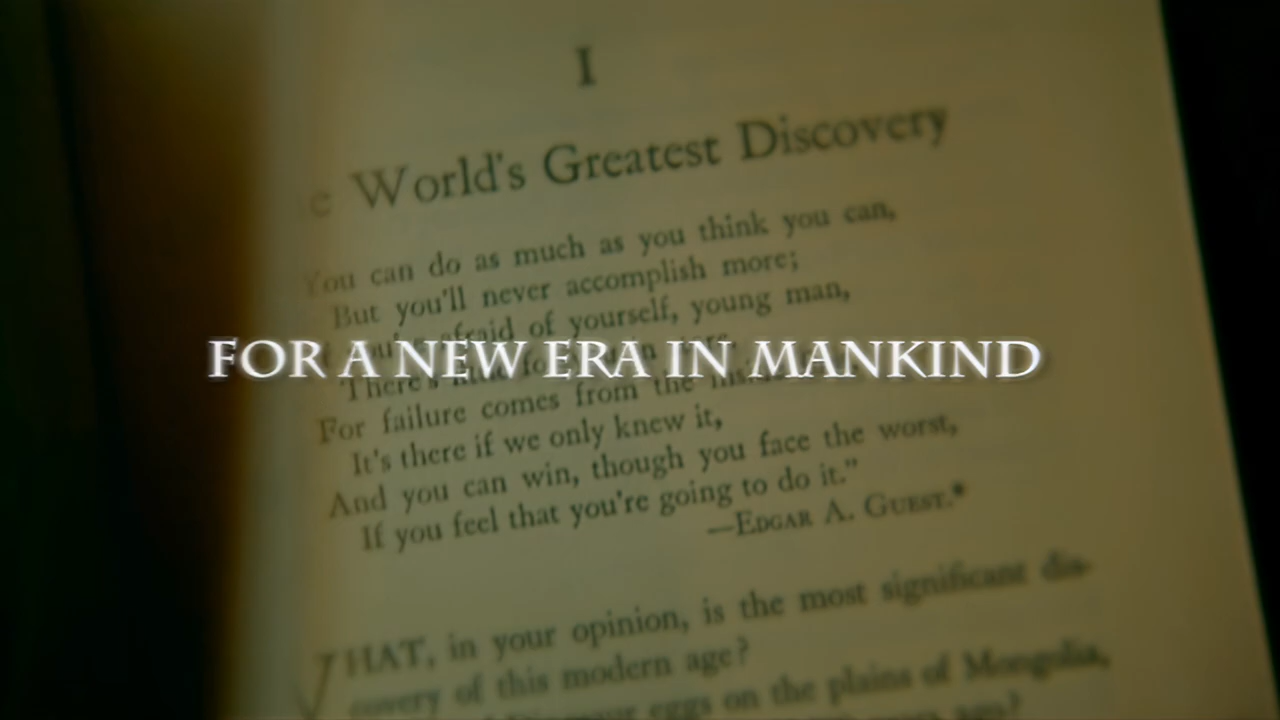 I
World's Greatest Discovery
You can do as much as you think you can,
But you'll never accomplish more;
afraid of yourself, young man,
FOR A NEW ERA IN MANKIND
There's little for
For failure comes from the
It's there if we only knew it,
And you can win, though you face the worst,
If you feel that you're going to do it."
—EDGAR A. GUEST.*
HAT, in your opinion, is the most significant dis-
covery of this modern age?
eggs on the plains of Mongolia,
ago?